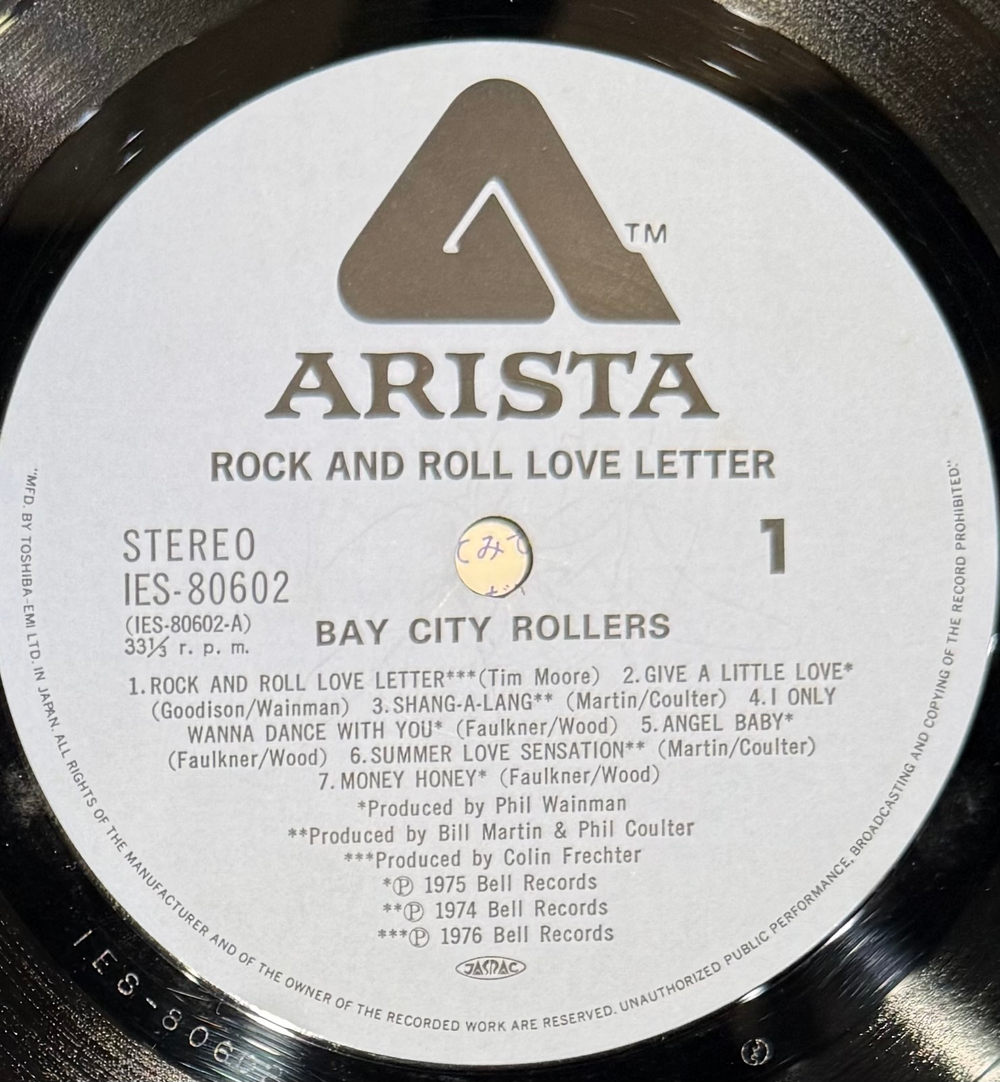 TM
ARISTA
ROCK AND ROLL LOVE LETTER
STEREO
1
IES-80602
(IES-80602-A)
33⅓ r. p. m.
てみて
BAY CITY ROLLERS
1. ROCK AND ROLL LOVE LETTER***(Tim Moore) 2. GIVE A LITTLE LOVE*
(Goodison/Wainman) 3. SHANG-A-LANG** (Martin/Coulter) 4. I ONLY
WANNA DANCE WITH YOU* (Faulkner/Wood) 5. ANGEL BABY*
(Faulkner/Wood) 6. SUMMER LOVE SENSATION** (Martin/Coulter)
7. MONEY HONEY* (Faulkner/Wood)
*Produced by Phil Wainman
**Produced by Bill Martin & Phil Coulter
***Produced by Colin Frechter
*Ⓟ 1975 Bell Records
**Ⓟ 1974 Bell Records
***Ⓟ 1976 Bell Records
JASRAC
"MFD. BY TOSHIBA-EMI LTD. IN JAPAN. ALL RIGHTS OF THE MANUFACTURER AND OF THE OWNER OF THE RECORDED WORK ARE RESERVED. UNAUTHORIZED PUBLIC PERFORMANCE, BROADCASTING AND COPYING OF THE RECORD PROHIBITED."
IES-806